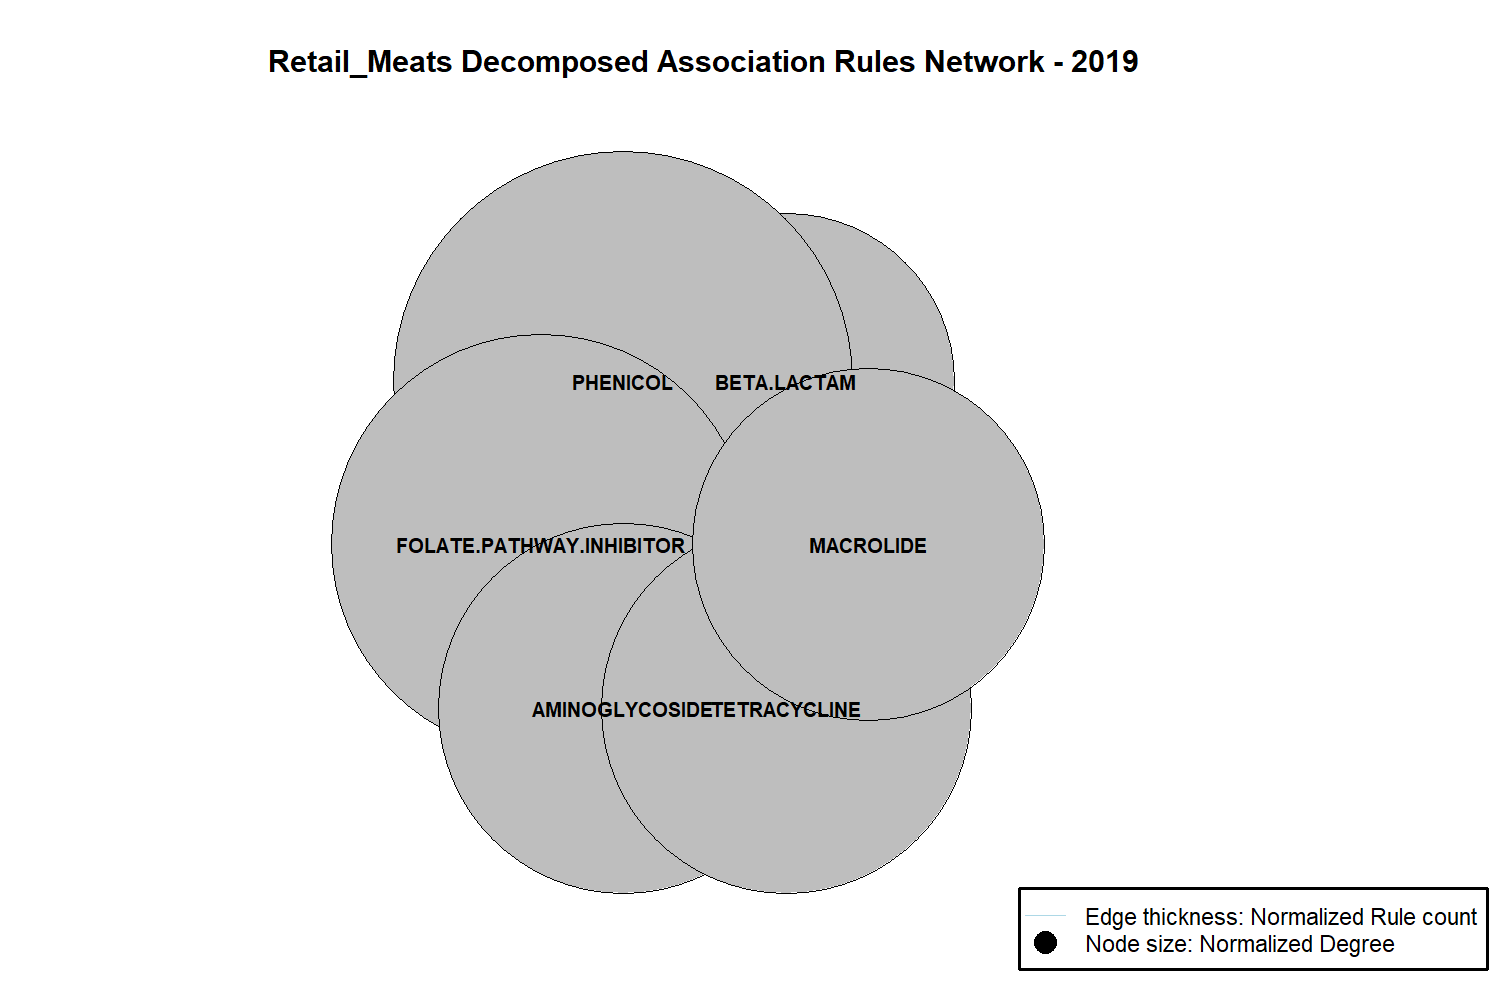 Retail_Meats Decomposed Association Rules Network - 2019
PHENICOL
BETA.LACTAM
FOLATE.PATHWAY.INHIBITOR
MACROLIDE
AMINOGLYCOSIDE
TETRACYCLINE
Edge thickness: Normalized Rule count
Node size: Normalized Degree